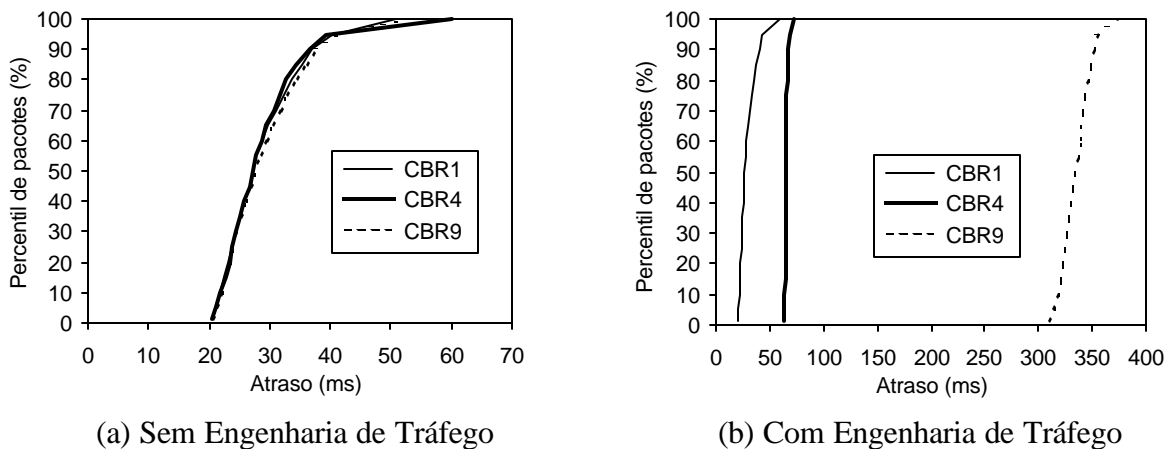 Percentil de pacotes (%)
100
90
80
70
60
50
40
30
20
10
0
CBR1
CBR4
CBR9
0 10 20 30 40 50 60 70
Atraso (ms)
(a) Sem Engenharia de Tráfego
Percentil de pacotes (%)
100
90
80
70
60
50
40
30
20
10
0
CBR1
CBR4
CBR9
0 50 100 150 200 250 300 350 400
Atraso (ms)
(b) Com Engenharia de Tráfego